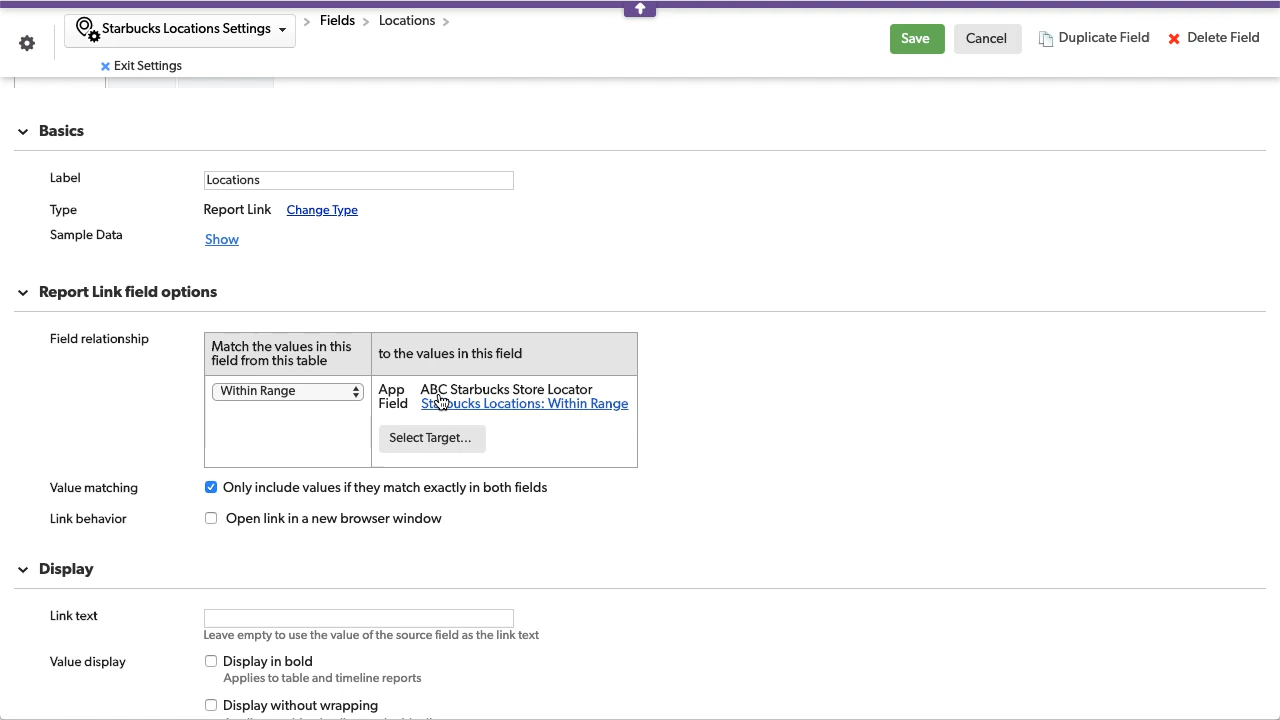 Starbucks Locations Settings
Fields
Locations
Save
Cancel
Duplicate Field
Delete Field
Exit Settings
Basics
Label
Locations
Type
Report Link
Change Type
Sample Data
Show
Report Link field options
Field relationship
Match the values in this
field from this table
to the values in this field
Within Range
App ABC Starbucks Store Locator
Field Starbucks Locations: Within Range
Select Target...
Value matching
Only include values if they match exactly in both fields
Link behavior
Open link in a new browser window
Display
Link text
Leave empty to use the value of the source field as the link text
Value display
Display in bold
Applies to table and timeline reports
Display without wrapping